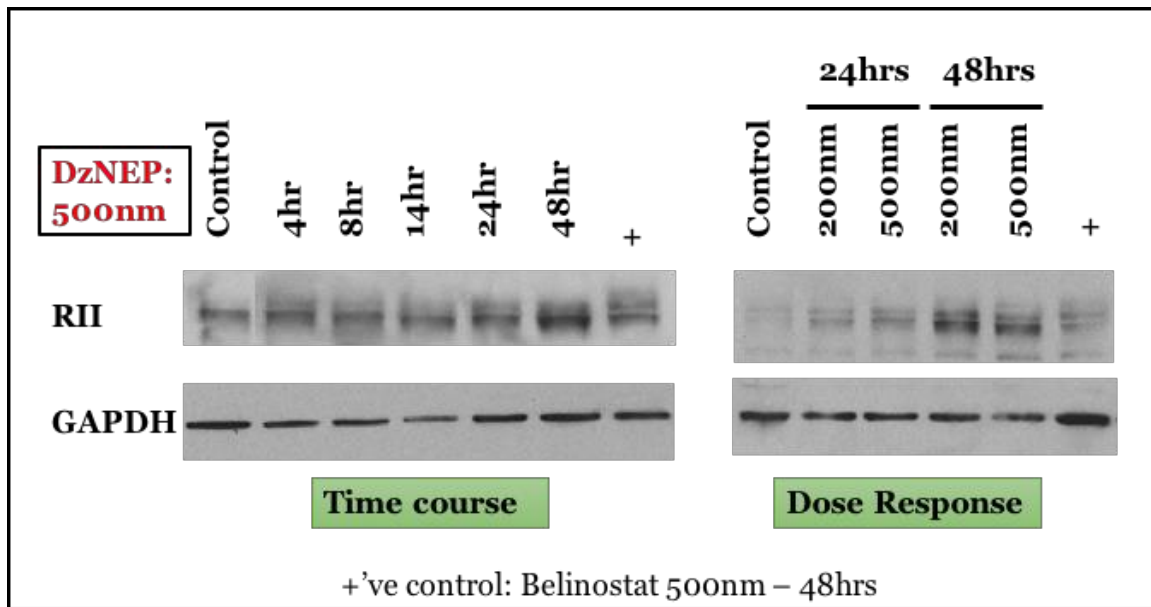 24hrs 48hrs
DzNEP:
500nm
Control
4hr
8hr
14hr
24hr
48hr
+
Control
200nm
500nm
200nm
500nm
+
RII
GAPDH
Time course
Dose Response
+’ve control: Belinostat 500nm – 48hrs